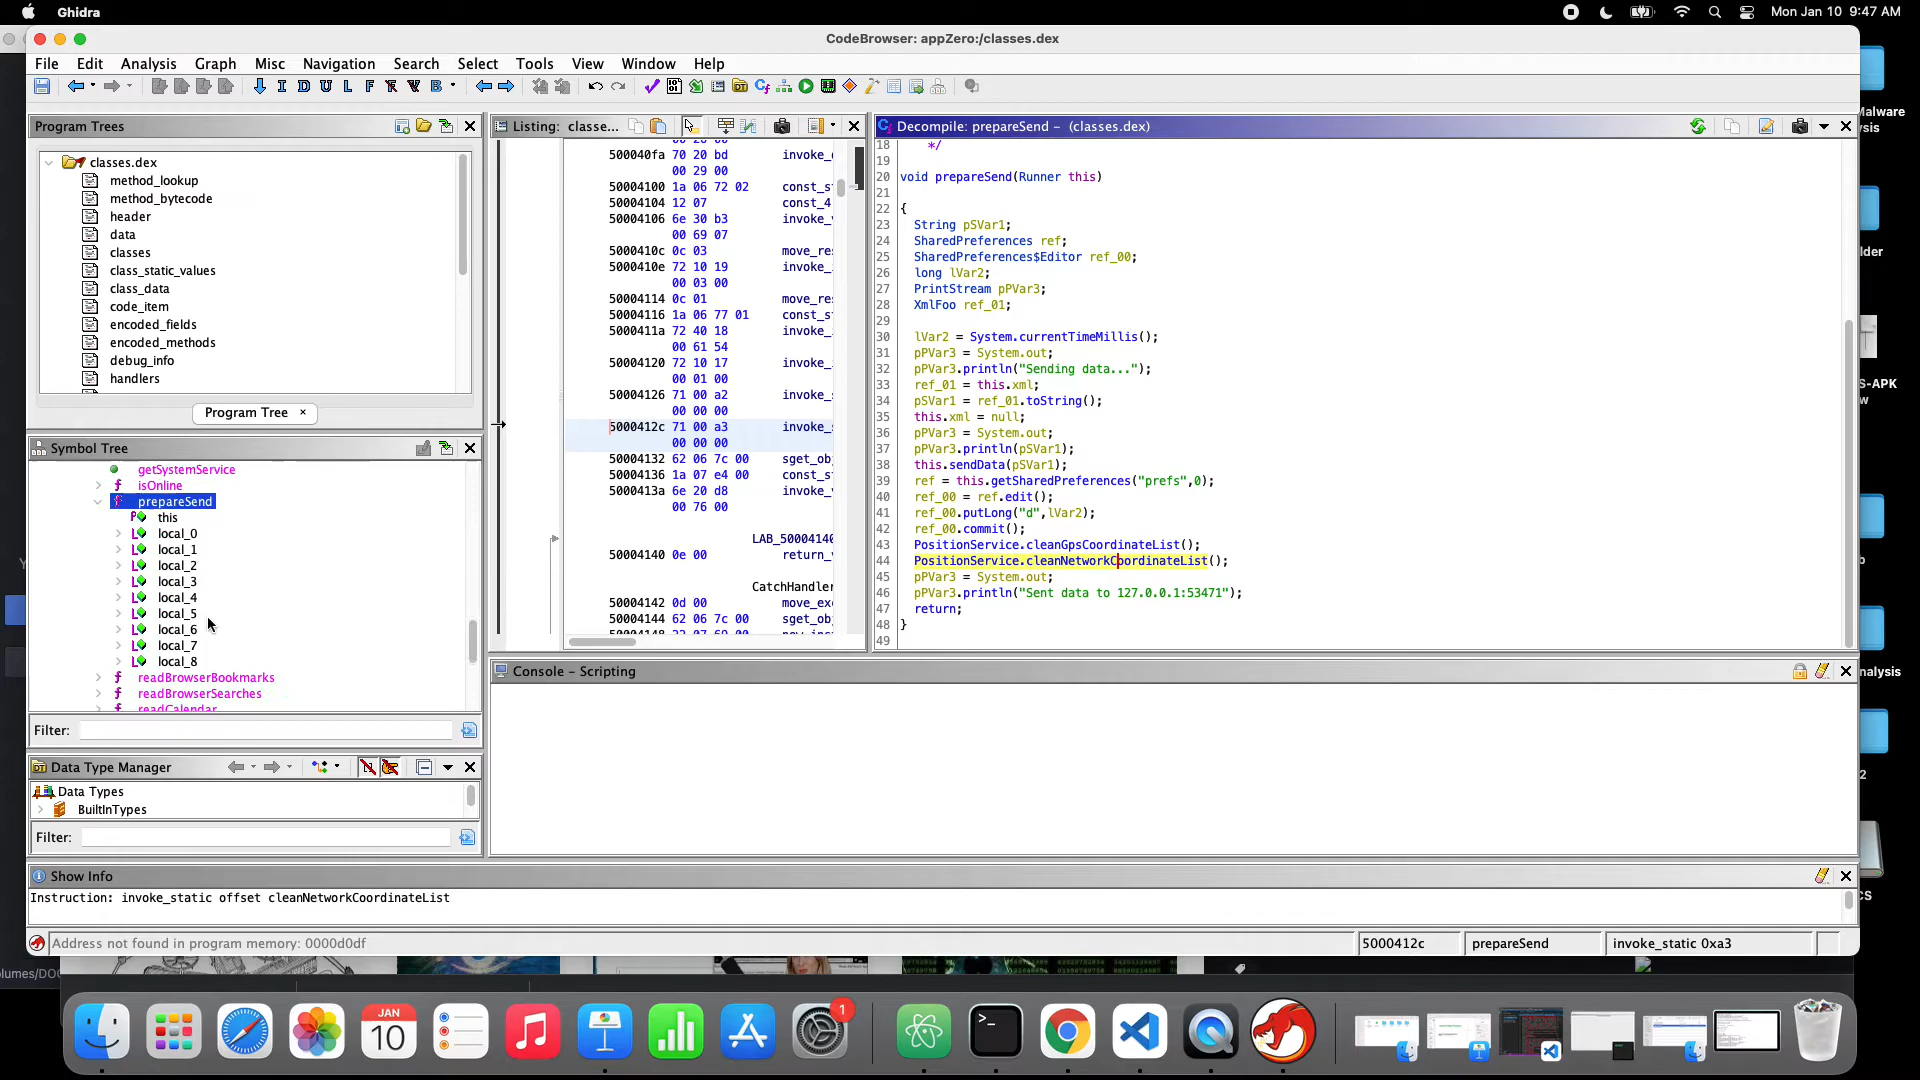 Ghidra
Mon Jan 10 9:47 AM
CodeBrowser: appZero:/classes.dex
File Edit Analysis Graph Misc Navigation Search Select Tools View Window Help
I D U L F B
Program Trees
classes.dex
method_lookup
method_bytecode
header
data
classes
class_static_values
class_data
code_item
encoded_fields
encoded_methods
debug_info
handlers
Program Tree ×
Symbol Tree
getSystemService
f isOnline
f prepareSend
this
local_0
local_1
local_2
local_3
local_4
local_5
local_6
local_7
local_8
f readBrowserBookmarks
f readBrowserSearches
f readCalendar
Filter:
Data Type Manager
Data Types
BuiltInTypes
Filter:
Listing: classe...
500040fa 70 20 bd invoke_
00 29 00
50004100 1a 06 72 02 const_s
50004104 12 07 const_4
50004106 6e 30 b3 invoke_
00 69 07
5000410c 0c 03 move_re
5000410e 72 10 19 invoke_
00 03 00
50004114 0c 01 move_re
50004116 1a 06 77 01 const_s
5000411a 72 40 18 invoke_
00 61 54
50004120 72 10 17 invoke_
00 01 00
50004126 71 00 a2 invoke_
00 00 00
5000412c 71 00 a3 invoke_
00 00 00
50004132 62 06 7c 00 sget_ob
50004136 1a 07 e4 00 const_s
5000413a 6e 20 d8 invoke_
00 76 00
LAB_50004140
50004140 0e 00 return_
CatchHandler
50004142 0d 00 move_ex
50004144 62 06 7c 00 sget_ob
Decompile: prepareSend – (classes.dex)
18 */
19
20 void prepareSend(Runner this)
21
22 {
23 String pSVar1;
24 SharedPreferences ref;
25 SharedPreferences$Editor ref_00;
26 long lVar2;
27 PrintStream pPVar3;
28 XmlFoo ref_01;
29
30 lVar2 = System.currentTimeMillis();
31 pPVar3 = System.out;
32 pPVar3.println("Sending data...");
33 ref_01 = this.xml;
34 pSVar1 = ref_01.toString();
35 this.xml = null;
36 pPVar3 = System.out;
37 pPVar3.println(pSVar1);
38 this.sendData(pSVar1);
39 ref = this.getSharedPreferences("prefs",0);
40 ref_00 = ref.edit();
41 ref_00.putLong("d",lVar2);
42 ref_00.commit();
43 PositionService.cleanGpsCoordinateList();
44 PositionService.cleanNetworkCoordinateList();
45 pPVar3 = System.out;
46 pPVar3.println("Sent data to 127.0.0.1:53471");
47 return;
48 }
49
Console – Scripting
Show Info
Instruction: invoke_static offset cleanNetworkCoordinateList
Address not found in program memory: 0000d0df
5000412c prepareSend invoke_static 0xa3
Malware
lder
S-APK
nalysis
2
CS
olumes/DO
JAN
10
1